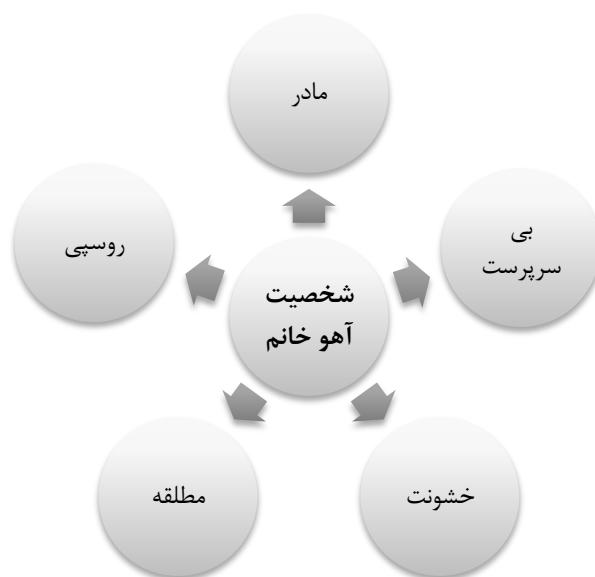 مادر
بی
سرپرست
روسپی
شخصیت
آهو خانم
خشونت
مطلقه